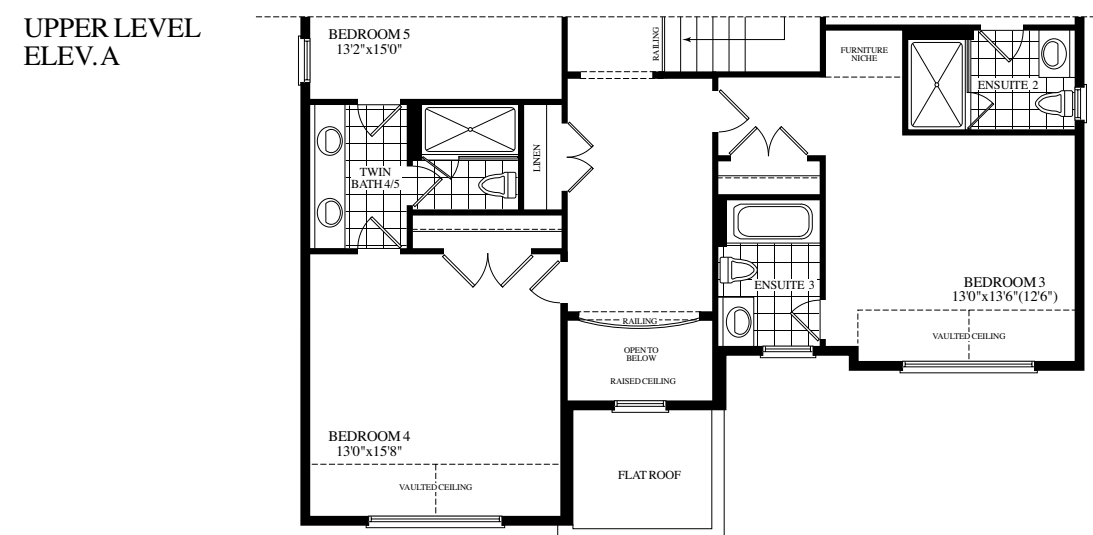 UPPER LEVEL
ELEV. A
BEDROOM 5
13'2"x15'0"
RAILING
FURNITURE
NICHE
ENSUITE 2
LINEN
TWIN
BATH 4/5
ENSUITE 3
BEDROOM 3
13'0"x13'6"(12'6")
RAILING
VAULTED CEILING
OPEN TO
BELOW
RAISED CEILING
BEDROOM 4
13'0"x15'8"
FLAT ROOF
VAULTED CEILING